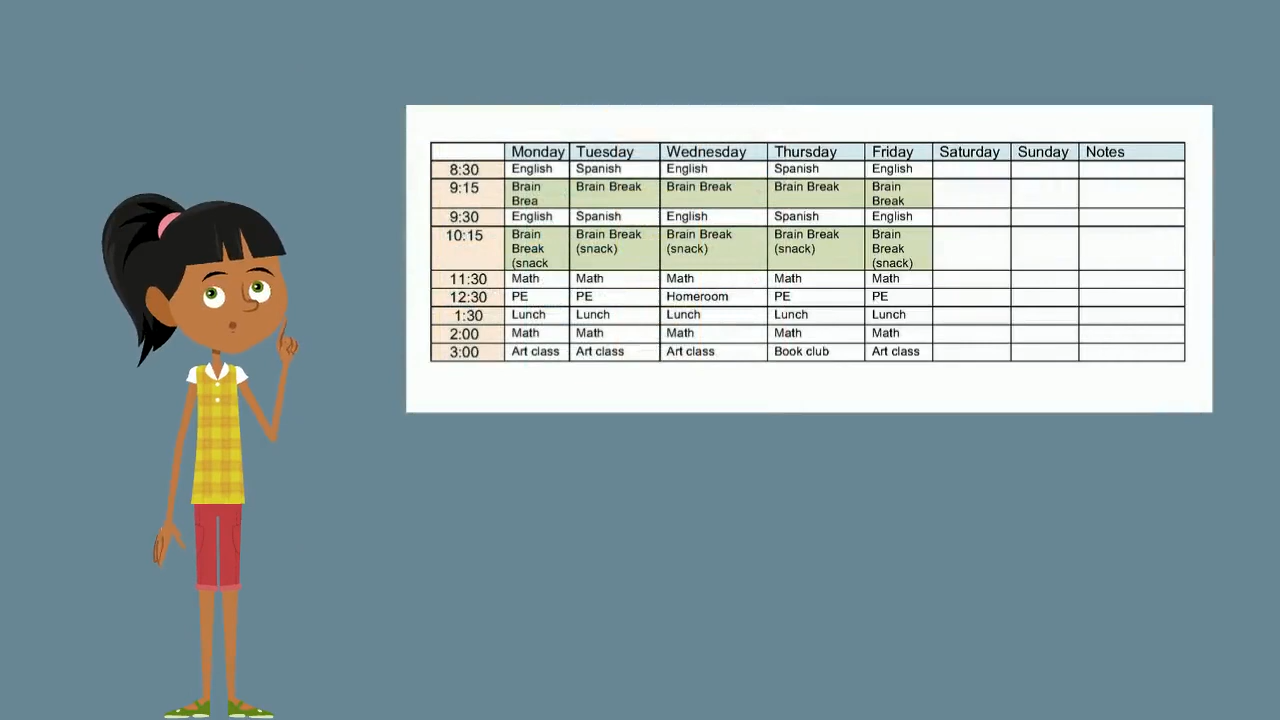 Monday Tuesday Wednesday Thursday Friday Saturday Sunday Notes
8:30 English Spanish English Spanish English
9:15 Brain Brain Break Brain Break Brain Break Brain
Brea Break
9:30 English Spanish English Spanish English
10:15 Brain Brain Break Brain Break Brain Break Brain
Break (snack) (snack) (snack) Break
(snack (snack)
11:30 Math Math Math Math Math
12:30 PE PE Homeroom PE PE
1:30 Lunch Lunch Lunch Lunch Lunch
2:00 Math Math Math Math Math
3:00 Art class Art class Art class Book club Art class